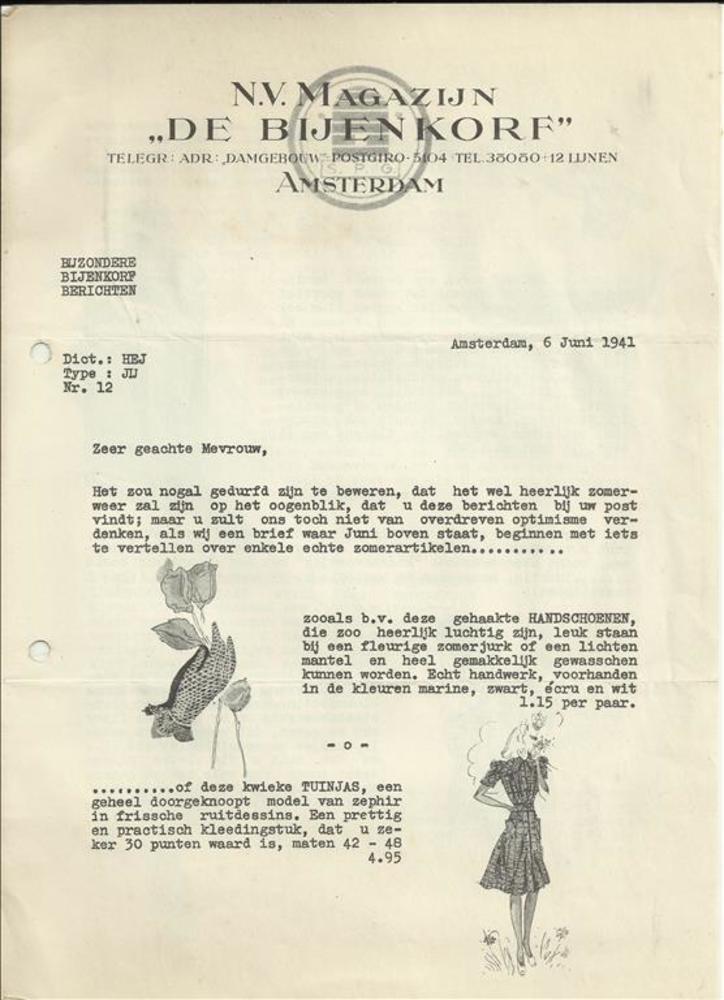 N.V. MAGAZIJN
„DE BIJENKORF”
TELEGR: ADR: „DAMGEBOUW”-POSTGIRO-5104 TEL.38080-12 LIJNEN
AMSTERDAM
S P G
BIJZONDERE
BIJENKORF
BERICHTEN
Amsterdam, 6 Juni 1941
Dict.: HEJ
Type : JIJ
Nr. 12
Zeer geachte Mevrouw,
Het zou nogal gedurfd zijn te beweren, dat het wel heerlijk zomer-
weer zal zijn op het oogenblik, dat u deze berichten bij uw post
vindt; maar u zult ons toch niet van overdreven optimisme ver-
denken, als wij een brief waar Juni boven staat, beginnen met iets
te vertellen over enkele echte zomerartikelen............
zooals b.v. deze gehaakte HANDSCHOENEN,
die zoo heerlijk luchtig zijn, leuk staan
bij een fleurige zomerjurk of een lichten
mantel en heel gemakkelijk gewasschen
kunnen worden. Echt handwerk, voorhanden
in de kleuren marine, zwart, écru en wit
1.15 per paar.
- o -
..........of deze kwieke TUINJAS, een
geheel doorgeknoopt model van zephir
in frissche ruitdessins. Een prettig
en practisch kleedingstuk, dat u ze-
ker 30 punten waard is, maten 42 - 48
4.95